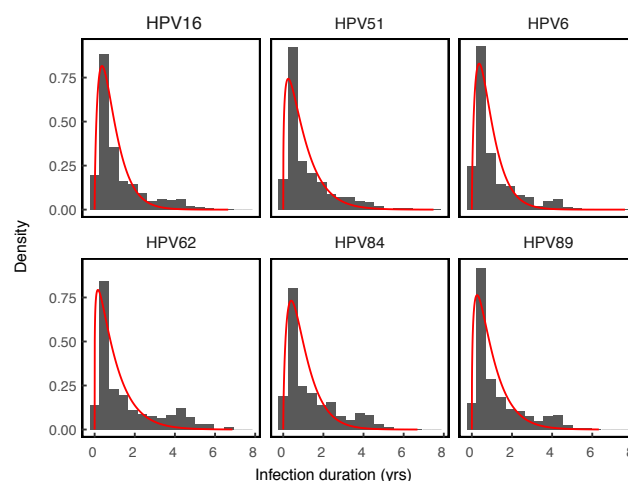 HPV16 HPV51 HPV6
0.75
0.50
0.25
0.00
Density
HPV62 HPV84 HPV89
0.75
0.50
0.25
0.00
0 2 4 6 8 0 2 4 6 8 0 2 4 6 8
Infection duration (yrs)